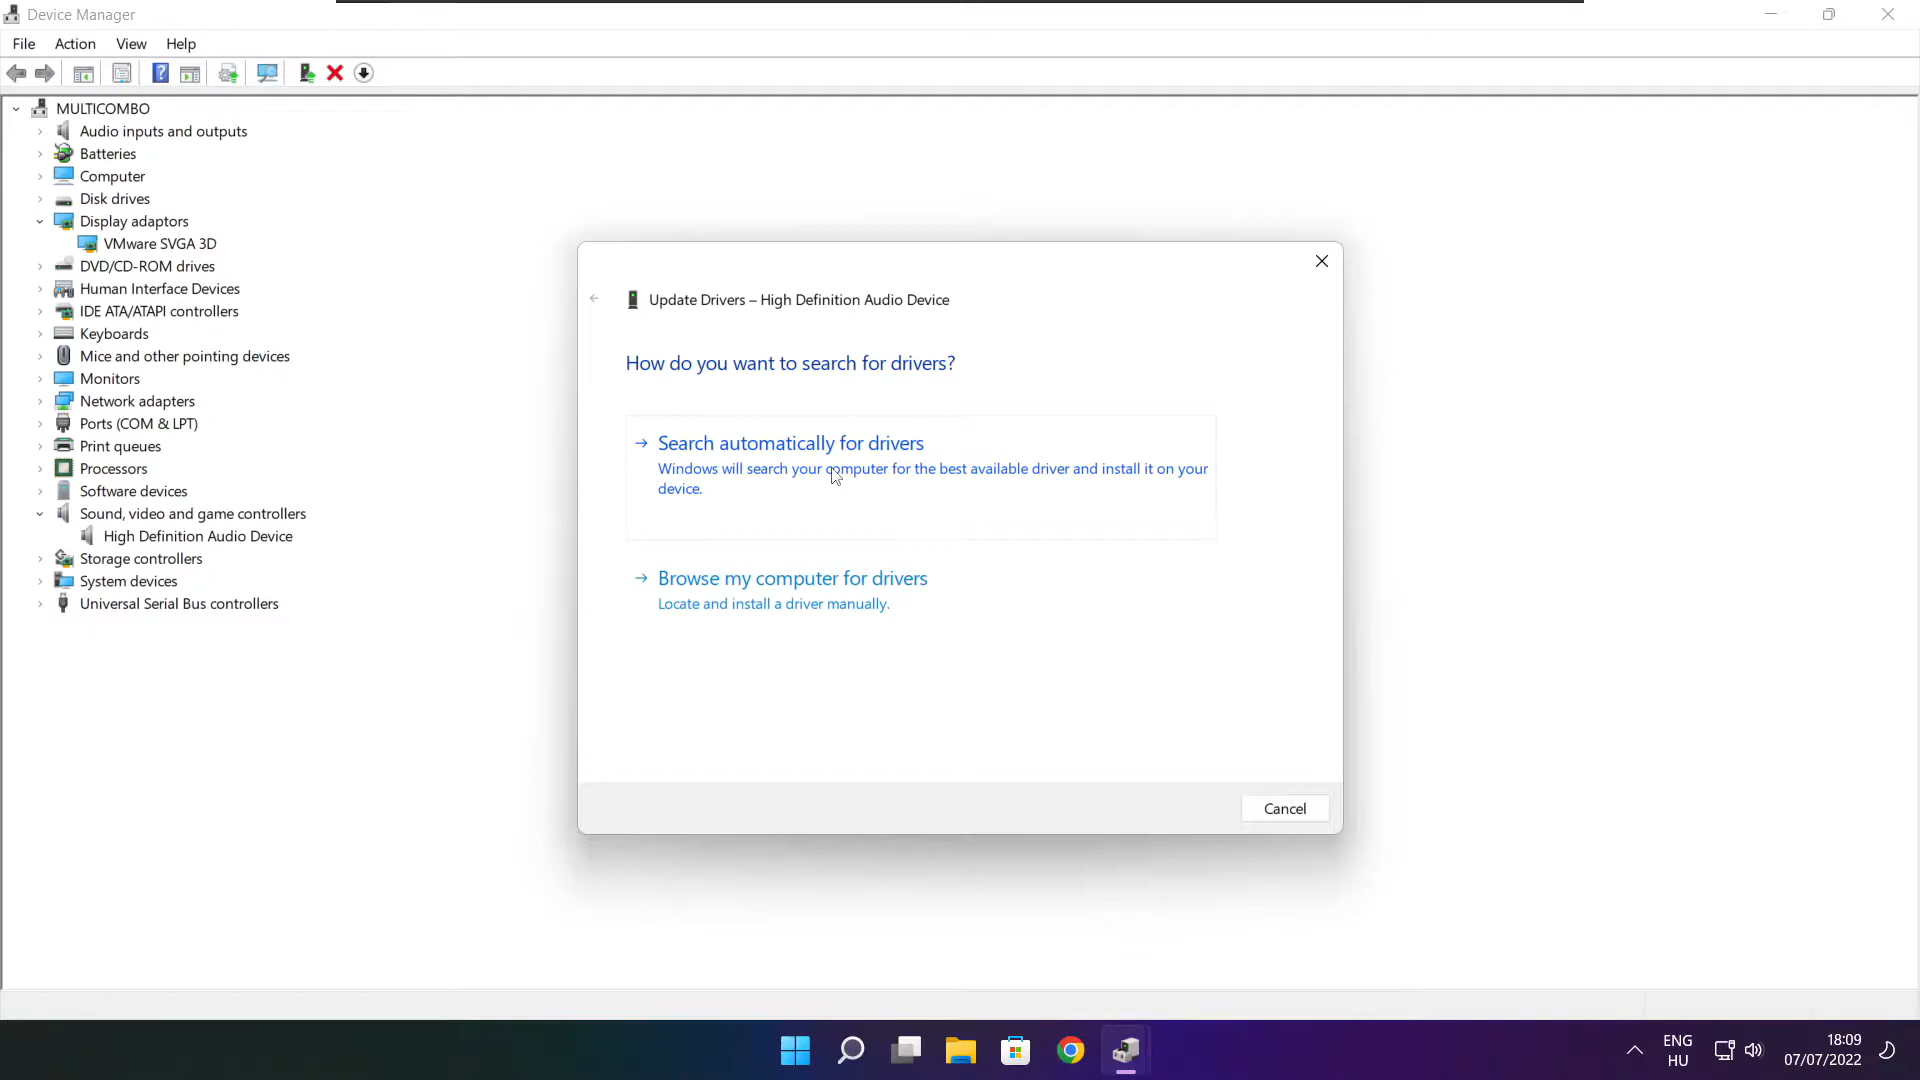 Device Manager
File Action View Help
MULTICOMBO
Audio inputs and outputs
Batteries
Computer
Disk drives
Display adaptors
VMware SVGA 3D
DVD/CD-ROM drives
Human Interface Devices
IDE ATA/ATAPI controllers
Keyboards
Mice and other pointing devices
Monitors
Network adapters
Ports (COM & LPT)
Print queues
Processors
Software devices
Sound, video and game controllers
High Definition Audio Device
Storage controllers
System devices
Universal Serial Bus controllers
Update Drivers – High Definition Audio Device
How do you want to search for drivers?
Search automatically for drivers
Windows will search your computer for the best available driver and install it on your
device.
Browse my computer for drivers
Locate and install a driver manually.
Cancel
ENG
HU
18:09
07/07/2022